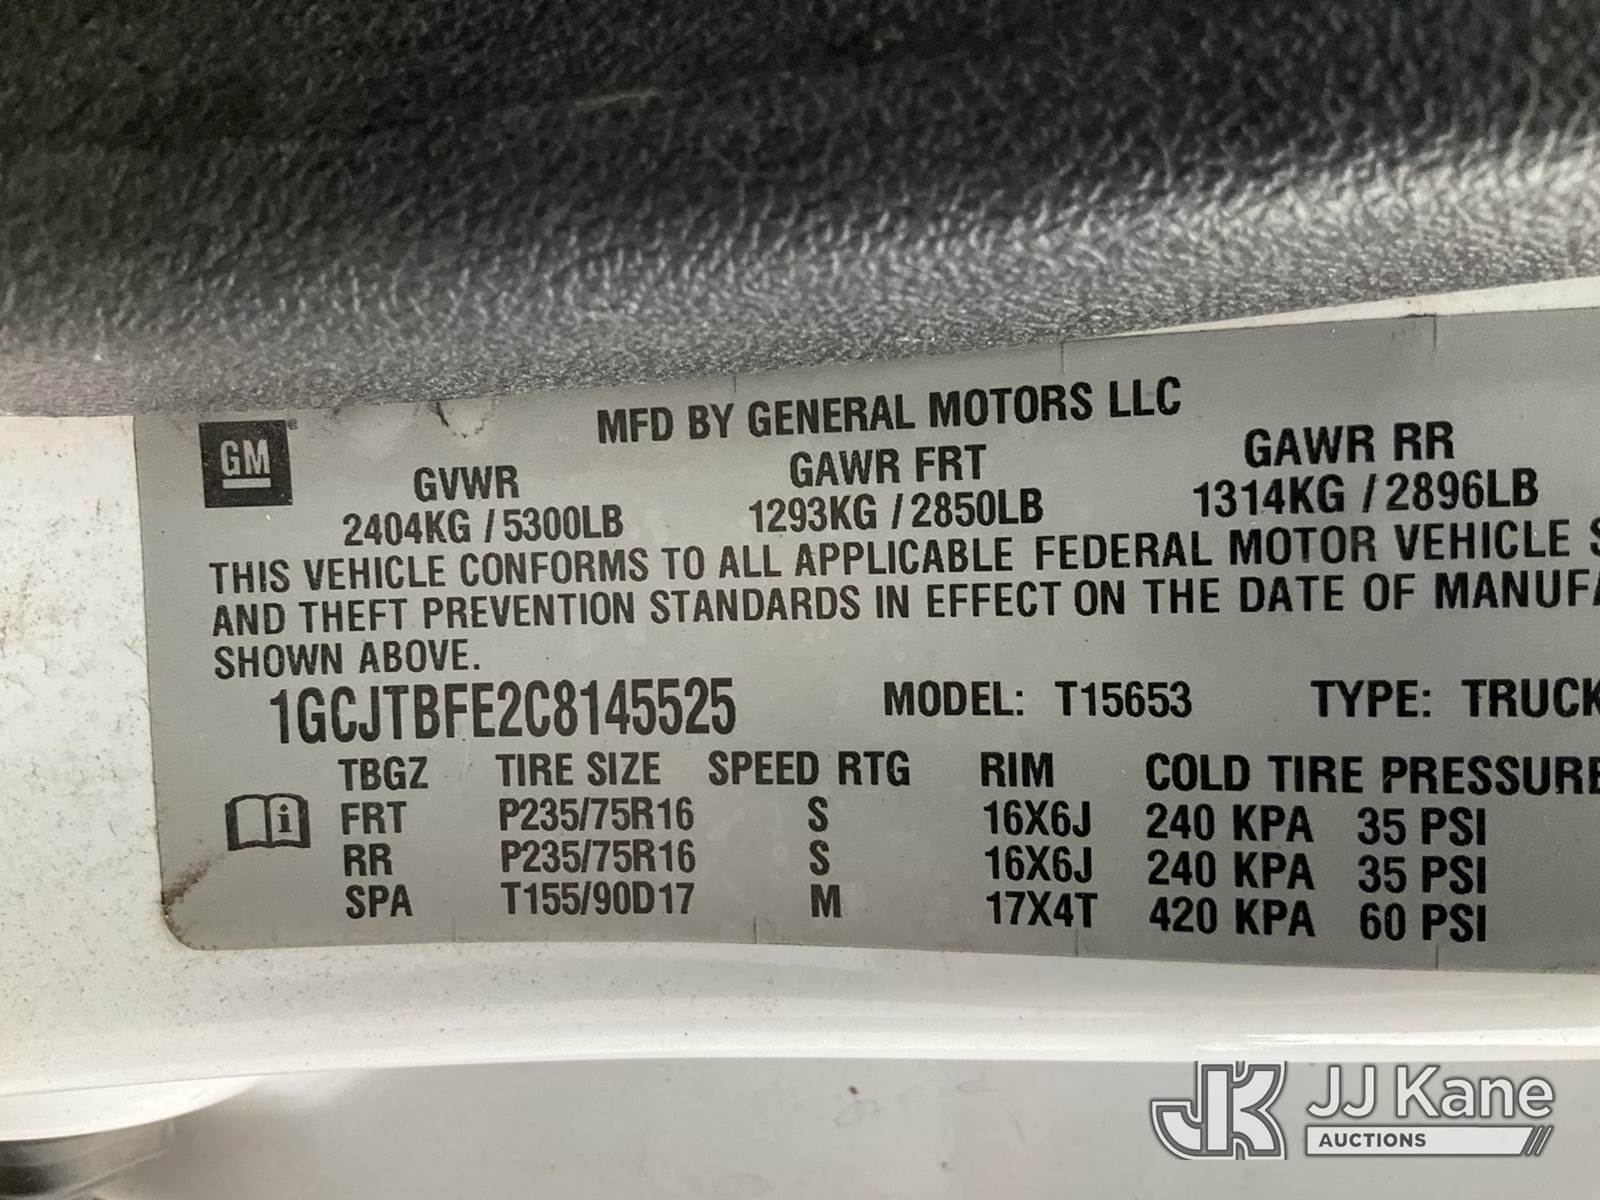 MFD BY GENERAL MOTORS LLC
GM®
GVWR GAWR FRT GAWR RR
2404KG / 5300LB 1293KG / 2850LB 1314KG / 2896LB
THIS VEHICLE CONFORMS TO ALL APPLICABLE FEDERAL MOTOR VEHICLE S
AND THEFT PREVENTION STANDARDS IN EFFECT ON THE DATE OF MANUFA
SHOWN ABOVE.
1GCJTBFE2C8145525 MODEL: T15653 TYPE: TRUCK
TBGZ TIRE SIZE SPEED RTG RIM COLD TIRE PRESSURE
FRT P235/75R16 S 16X6J 240 KPA 35 PSI
RR P235/75R16 S 16X6J 240 KPA 35 PSI
SPA T155/90D17 M 17X4T 420 KPA 60 PSI
JK JJ Kane
AUCTIONS